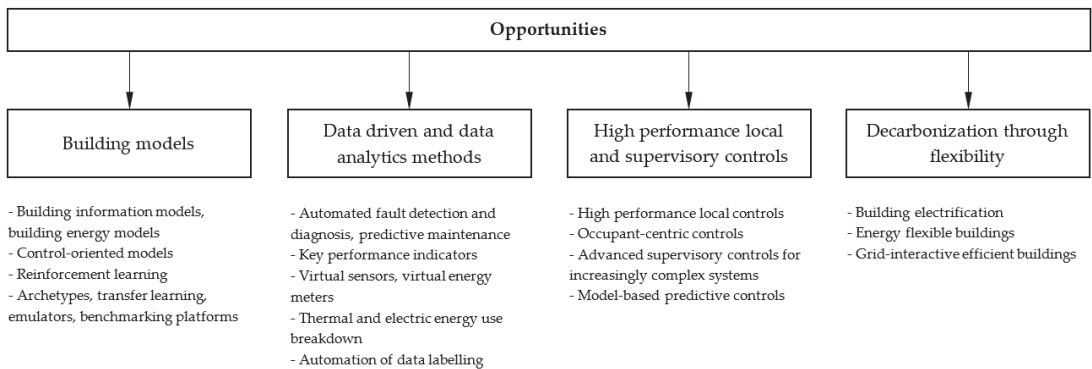 Opportunities
Building models
Data driven and data
analytics methods
High performance local
and supervisory controls
Decarbonization through
flexibility
- Building information models,
building energy models
- Control-oriented models
- Reinforcement learning
- Archetypes, transfer learning,
emulators, benchmarking platforms
- Automated fault detection and
diagnosis, predictive maintenance
- Key performance indicators
- Virtual sensors, virtual energy
meters
- Thermal and electric energy use
breakdown
- Automation of data labelling
- High performance local controls
- Occupant-centric controls
- Advanced supervisory controls for
increasingly complex systems
- Model-based predictive controls
- Building electrification
- Energy flexible buildings
- Grid-interactive efficient buildings